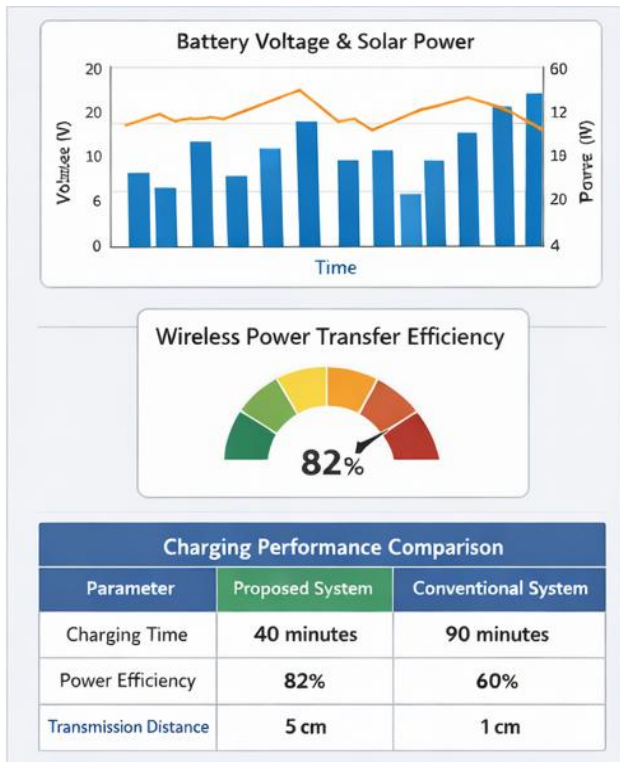 Battery Voltage & Solar Power
20 60
20 12
10 19
6 20
0 4
(V)
(W)
Time
Wireless Power Transfer Efficiency
82%
Charging Performance Comparison
Parameter Proposed System Conventional System
Charging Time 40 minutes 90 minutes
Power Efficiency 82% 60%
Transmission Distance 5 cm 1 cm